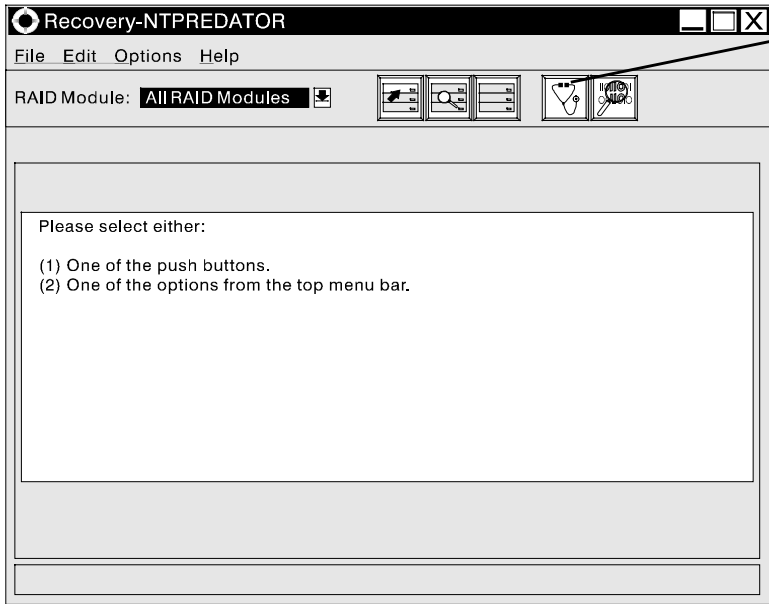 Recovery-NTPREDATOR
File Edit Options Help
RAID Module: All RAID Modules
Please select either:
(1) One of the push buttons.
(2) One of the options from the top menu bar.